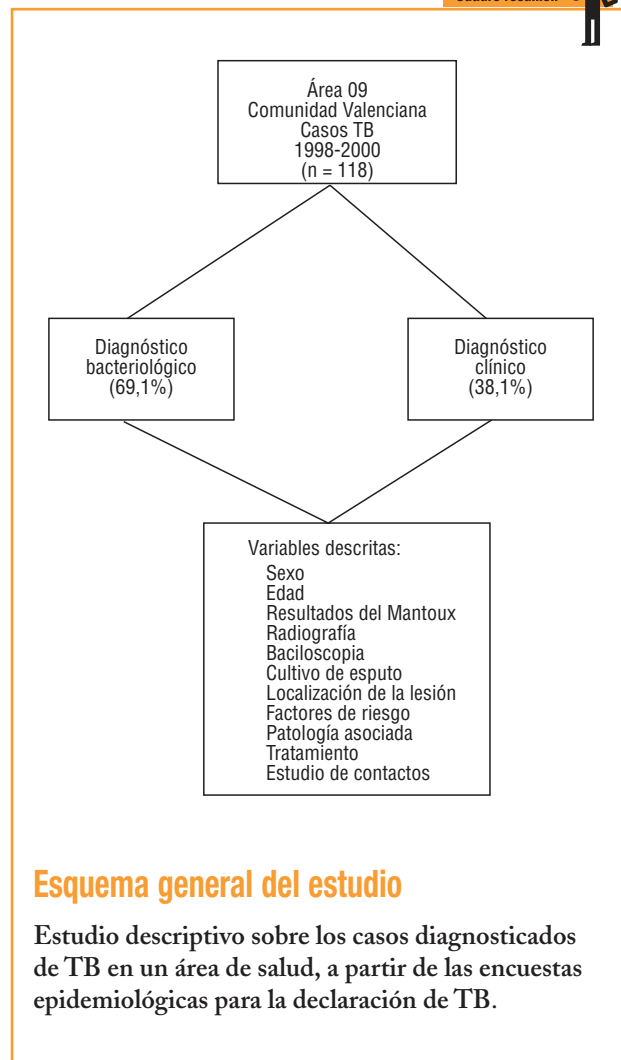 Área 09
Comunidad Valenciana
Casos TB
1998-2000
(n = 118)
Diagnóstico
bacteriológico
(69,1%)
Diagnóstico
clínico
(38,1%)
Variables descritas:
Sexo
Edad
Resultados del Mantoux
Radiografía
Baciloscopia
Cultivo de esputo
Localización de la lesión
Factores de riesgo
Patología asociada
Tratamiento
Estudio de contactos
Esquema general del estudio
Estudio descriptivo sobre los casos diagnosticados
de TB en un área de salud, a partir de las encuestas
epidemiológicas para la declaración de TB.